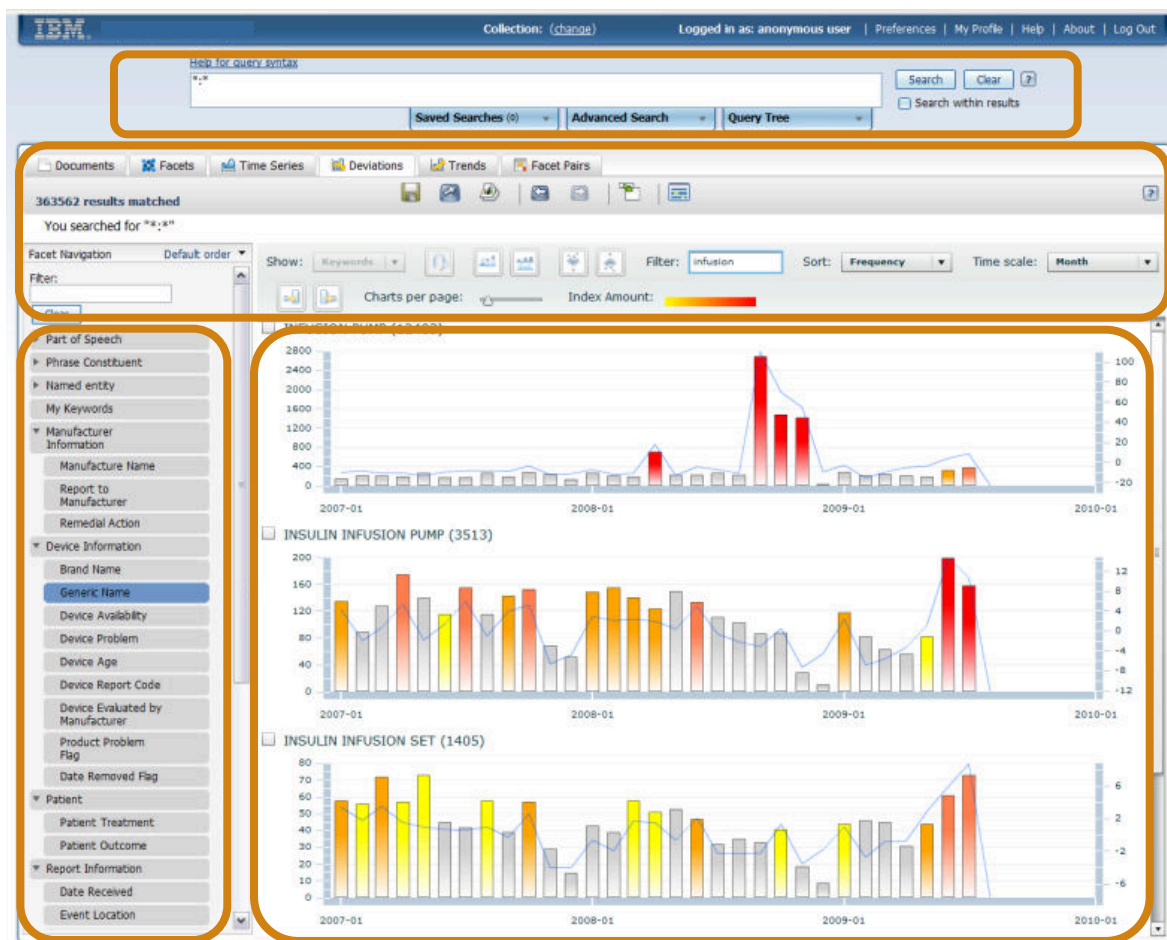 IBM.
Collection: (change) Logged in as: anonymous user | Preferences | My Profile | Help | About | Log Out
Help for query syntax
*:*
Search Clear ?
Search within results
Saved Searches (0) Advanced Search Query Tree
Documents Facets Time Series Deviations Trends Facet Pairs
363562 results matched ?
You searched for "*:*"
Facet Navigation Default order
Show: Keywords Filter: infusion Sort: Frequency Time scale: Month
Filter:
Charts per page: Index Amount:
Clear
Part of Speech
Phrase Constituent
Named entity
My Keywords
Manufacturer
Information
Manufacture Name
Report to
Manufacturer
Remedial Action
Device Information
Brand Name
Generic Name
Device Availability
Device Problem
Device Age
Device Report Code
Device Evaluated by
Manufacturer
Product Problem
Flag
Date Removed Flag
Patient
Patient Treatment
Patient Outcome
Report Information
Date Received
Event Location
INFUSION PUMP
2800
2400
2000
1600
1200
800
400
0
100
80
60
40
20
0
-20
2007-01 2008-01 2009-01 2010-01
INSULIN INFUSION PUMP (3513)
200
160
120
80
40
0
12
8
4
0
-4
-8
-12
2007-01 2008-01 2009-01 2010-01
INSULIN INFUSION SET (1405)
80
70
60
50
40
30
20
10
0
6
2
-2
-6
2007-01 2008-01 2009-01 2010-01